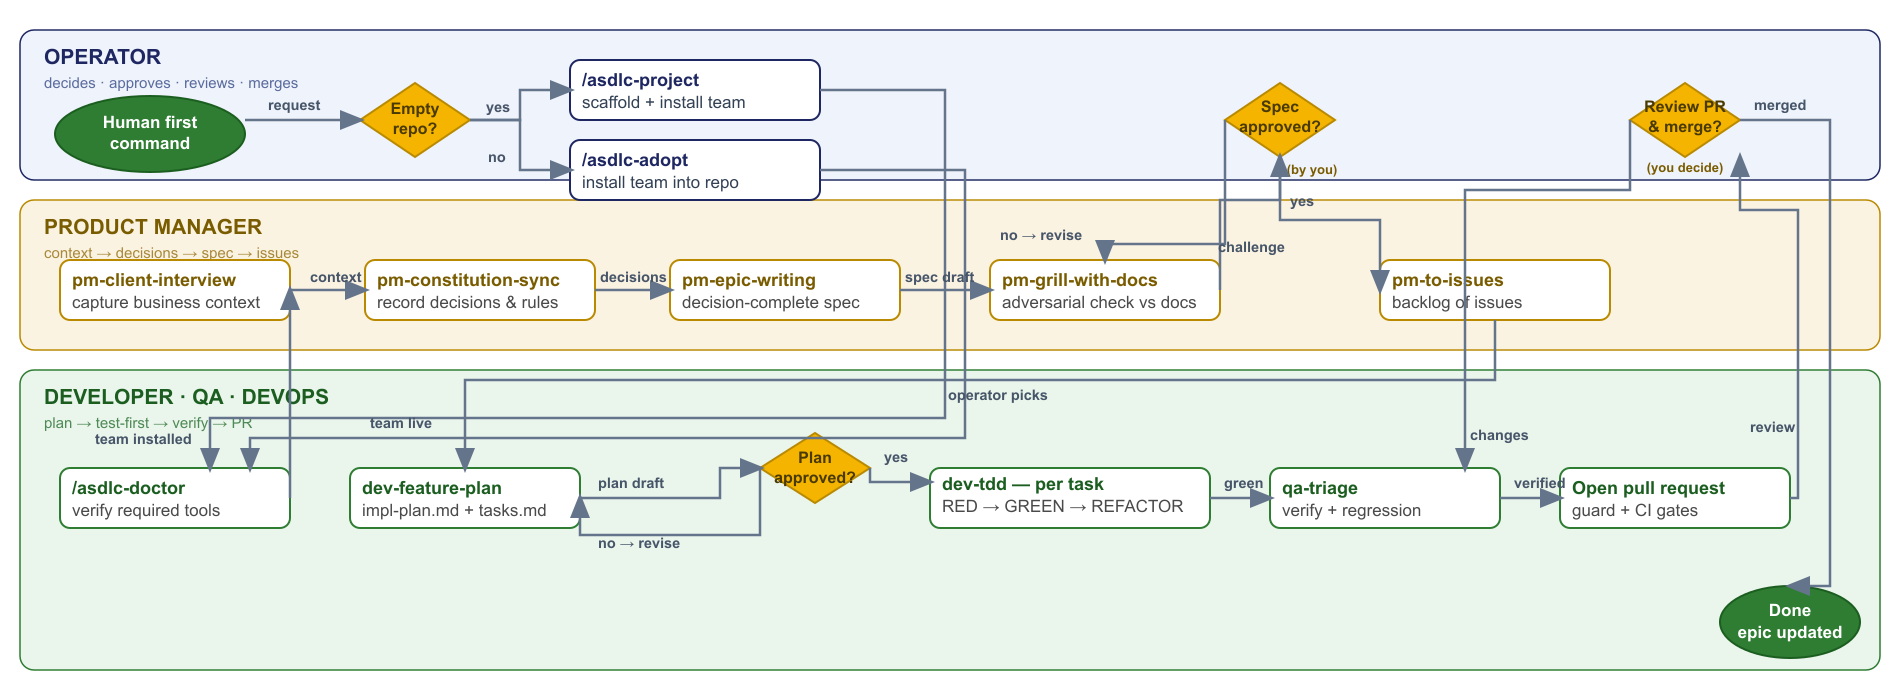 OPERATOR
decides · approves · reviews · merges
Human first
command
request
Empty
repo?
yes
no
/asdlc-project
scaffold + install team
/asdlc-adopt
install team into repo
Spec
approved?
(by you)
Review PR
& merge?
(you decide)
merged
PRODUCT MANAGER
context → decisions → spec → issues
pm-client-interview
capture business context
context
pm-constitution-sync
record decisions & rules
decisions
pm-epic-writing
decision-complete spec
spec draft
no → revise
pm-grill-with-docs
adversarial check vs docs
challenge
yes
pm-to-issues
backlog of issues
DEVELOPER · QA · DEVOPS
plan → test-first → verify → PR
team installed
team live
operator picks
/asdlc-doctor
verify required tools
dev-feature-plan
impl-plan.md + tasks.md
plan draft
no → revise
Plan
approved?
yes
dev-tdd — per task
RED → GREEN → REFACTOR
green
changes
qa-triage
verify + regression
verified
Open pull request
guard + CI gates
review
Done
epic updated